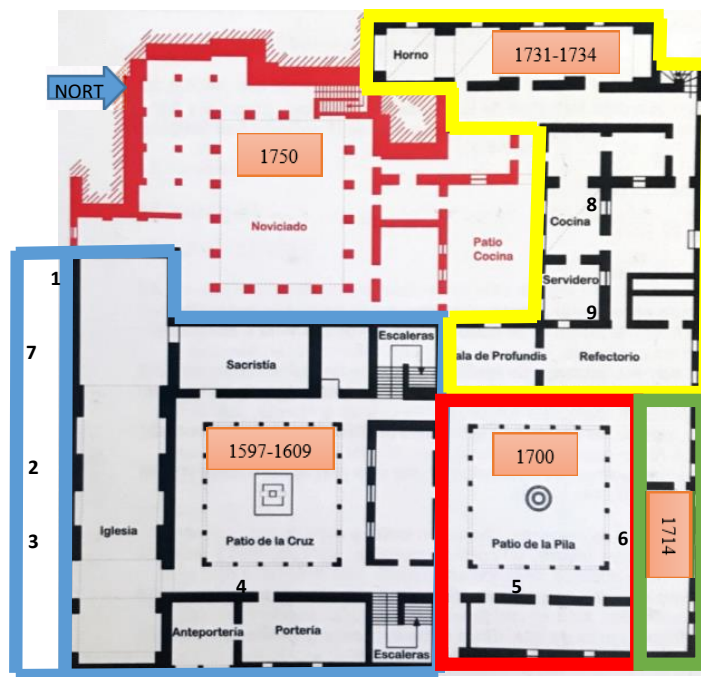 Horno
1731-1734
NORT
1750
Noviciado
Patio
Cocina
8
Cocina
Servidero
9
1
7
2
3
Escaleras
Sacristía
ala de Profundis
Refectorio
1597-1609
1700
Iglesia
Patio de la Cruz
Patio de la Pila
6
1714
4
5
Anteportería
Portería
Escaleras